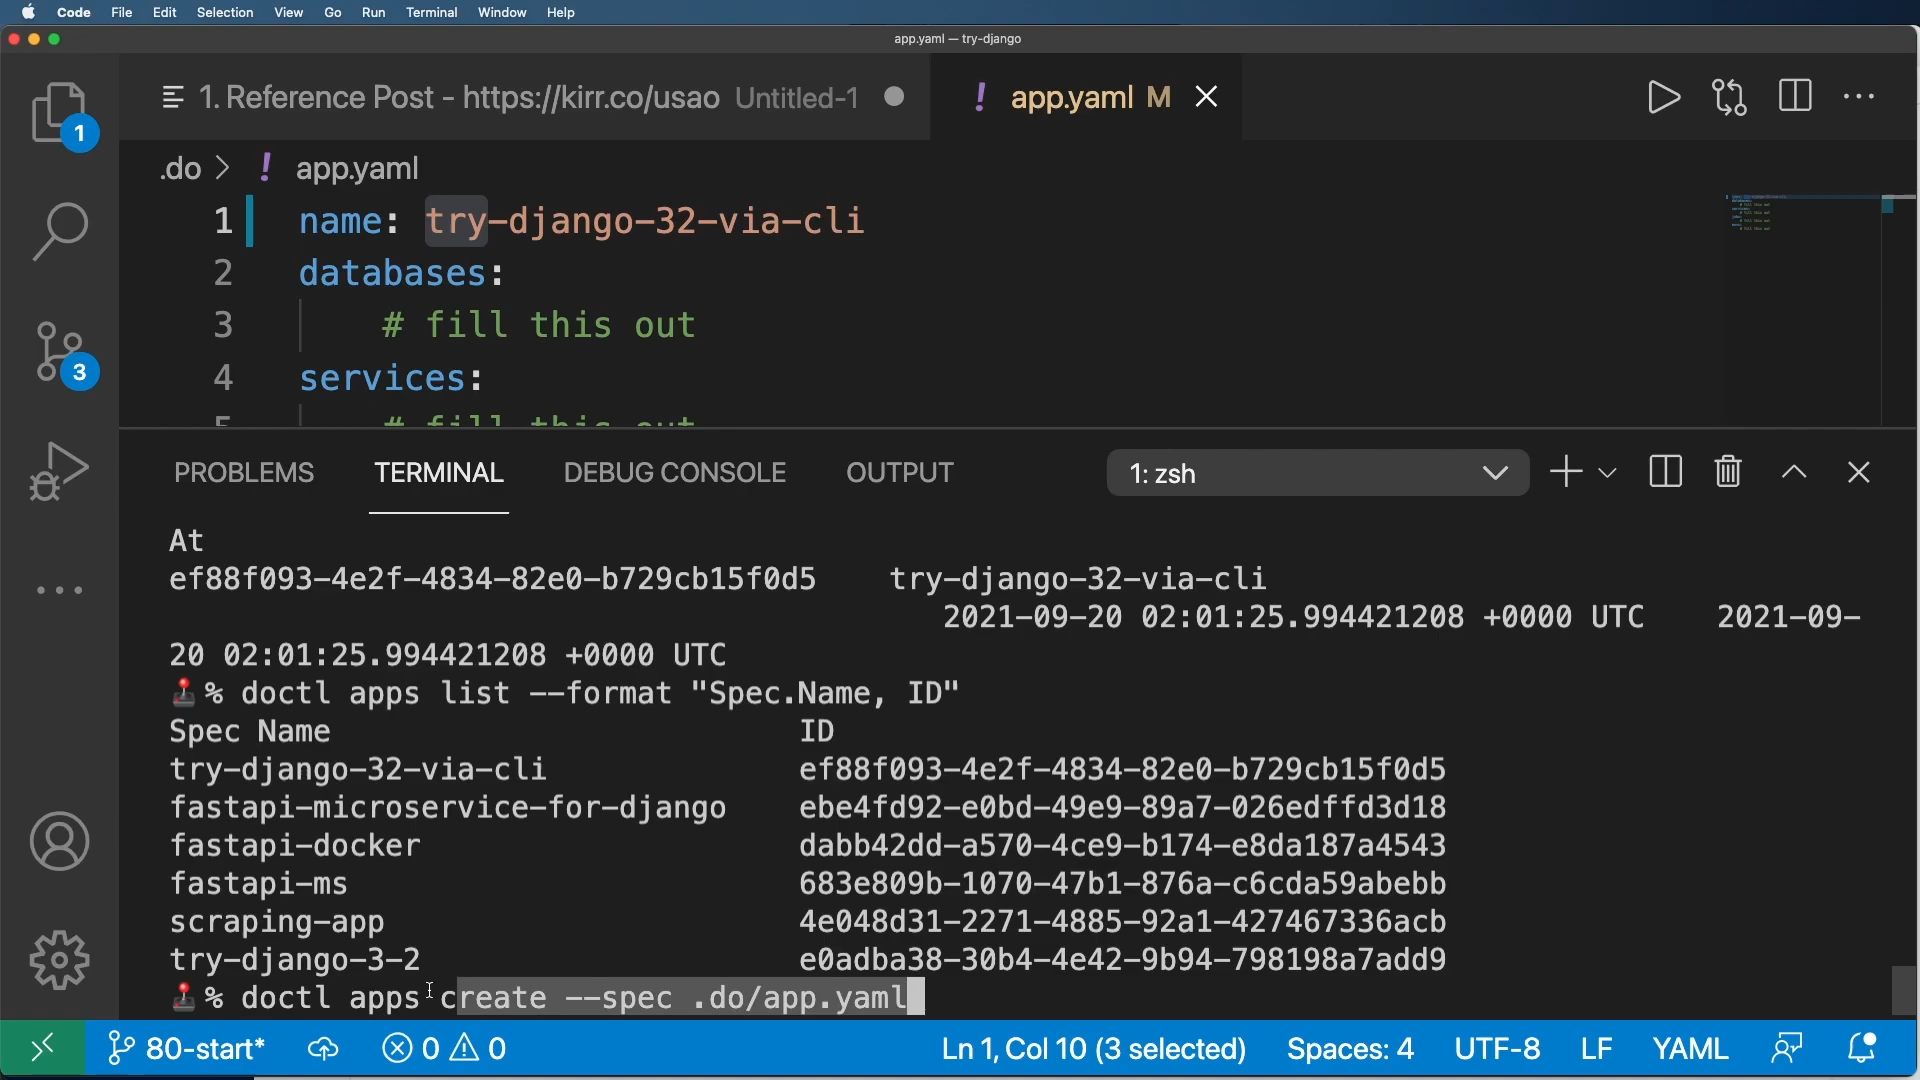 Code File Edit Selection View Go Run Terminal Window Help
app.yaml — try-django
1. Reference Post - https://kirr.co/usao Untitled-1 ! app.yaml M
1
.do > ! app.yaml
1 name: try-django-32-via-cli
2 databases:
3 # fill this out
4 services:
5 # fill this out
3
PROBLEMS TERMINAL DEBUG CONSOLE OUTPUT 1: zsh
At
ef88f093-4e2f-4834-82e0-b729cb15f0d5 try-django-32-via-cli
2021-09-20 02:01:25.994421208 +0000 UTC 2021-09-
20 02:01:25.994421208 +0000 UTC
% doctl apps list --format "Spec.Name, ID"
Spec Name ID
try-django-32-via-cli ef88f093-4e2f-4834-82e0-b729cb15f0d5
fastapi-microservice-for-django ebe4fd92-e0bd-49e9-89a7-026edffd3d18
fastapi-docker dabb42dd-a570-4ce9-b174-e8da187a4543
fastapi-ms 683e809b-1070-47b1-876a-c6cda59abebb
scraping-app 4e048d31-2271-4885-92a1-427467336acb
try-django-3-2 e0adba38-30b4-4e42-9b94-798198a7add9
% doctl apps create --spec .do/app.yaml
80-start* 0 0 Ln 1, Col 10 (3 selected) Spaces: 4 UTF-8 LF YAML